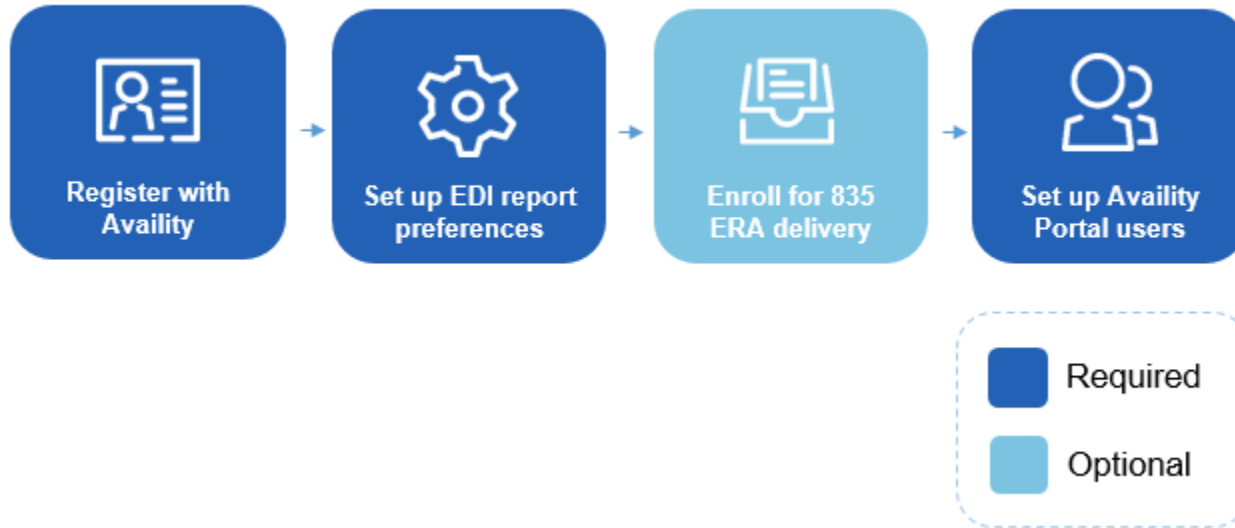 Register with
Availity
Set up EDI report
preferences
Enroll for 835
ERA delivery
Set up Availity
Portal users
Required
Optional